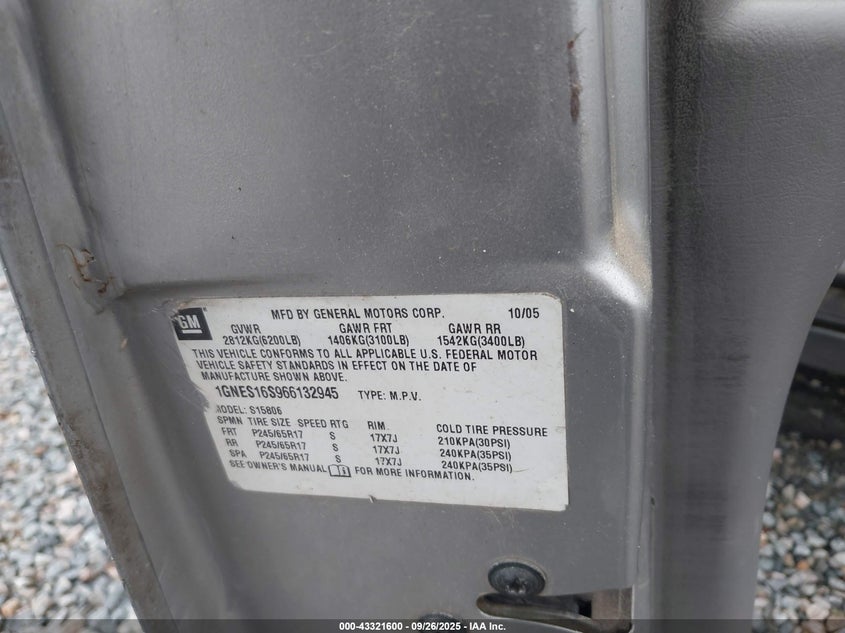 GM
MFD BY GENERAL MOTORS CORP. 10/05
GVWR GAWR FRT GAWR RR
2812KG(6200LB) 1406KG(3100LB) 1542KG(3400LB)
THIS VEHICLE CONFORMS TO ALL APPLICABLE U.S. FEDERAL MOTOR
VEHICLE SAFETY STANDARDS IN EFFECT ON THE DATE OF
MANUFACTURE SHOWN ABOVE.
1GNES16S966132945 TYPE: M.P.V.
MODEL: S15806
SPMN TIRE SIZE SPEED RTG RIM COLD TIRE PRESSURE
FRT P245/65R17 S 17X7J 210KPA(30PSI)
RR P245/65R17 S 17X7J 240KPA(35PSI)
SPA P245/65R17 S 17X7J 240KPA(35PSI)
SEE OWNER'S MANUAL FOR MORE INFORMATION.
000-43321600 - 09/26/2025 - IAA Inc.